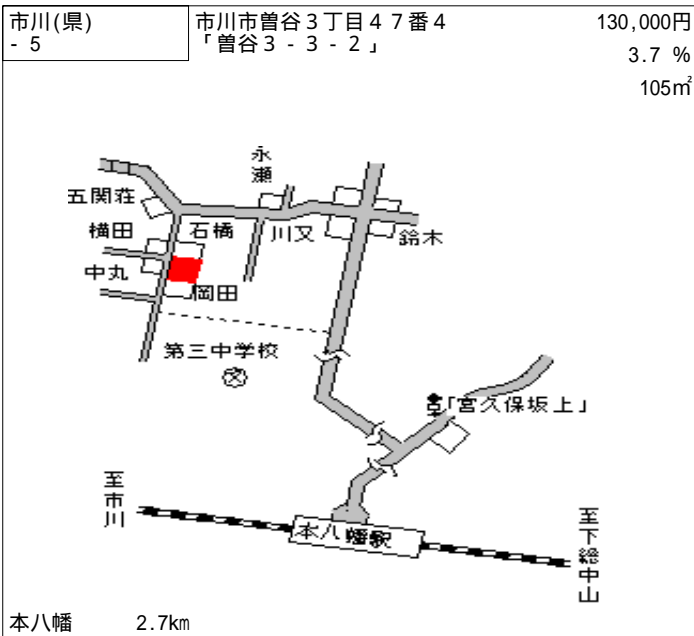 市川(県)
- 5
市川市曽谷３丁目４７番４
「曽谷３‐３‐２」
130,000円
3.7 %
105㎡
永瀬
五関荘
横田
石橋
川又
鈴木
中丸
岡田
第三中学校
「宮久保坂上」
至市川
本八幡駅
至下総中山
本八幡 2.7km